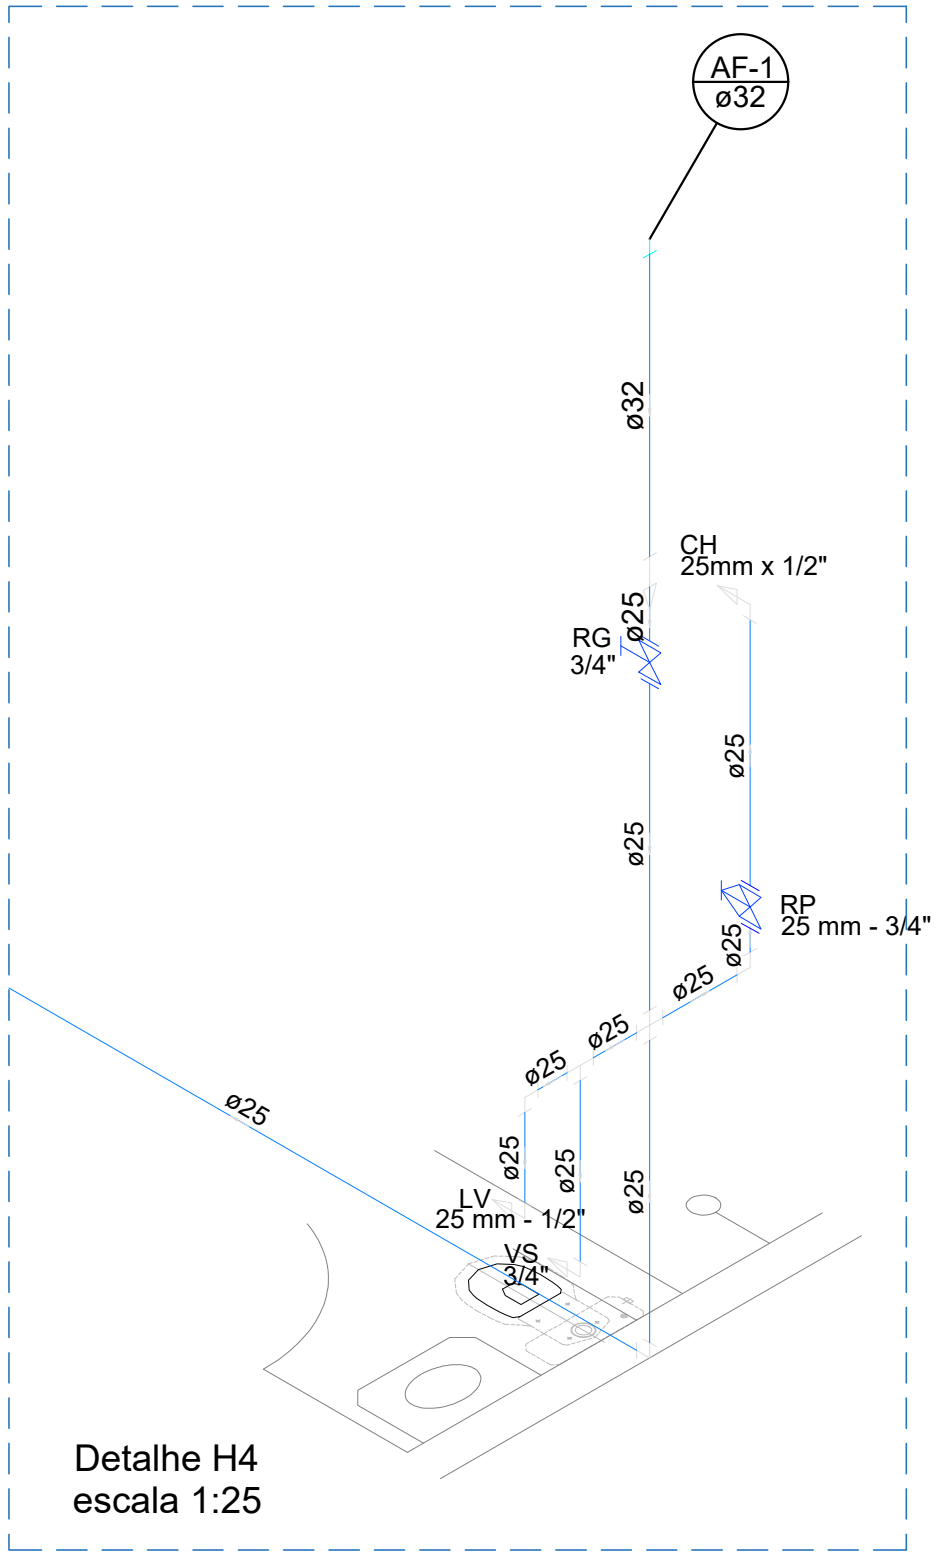 AF-1
ø32
ø32
CH
25mm x 1/2"
ø25
RG
3/4"
ø25
ø25
RP
25 mm - 3/4"
ø25
ø25
ø25
ø25
ø25
ø25
ø25
ø25
LV
25 mm - 1/2"
VS
3/4"
Detalhe H4
escala 1:25